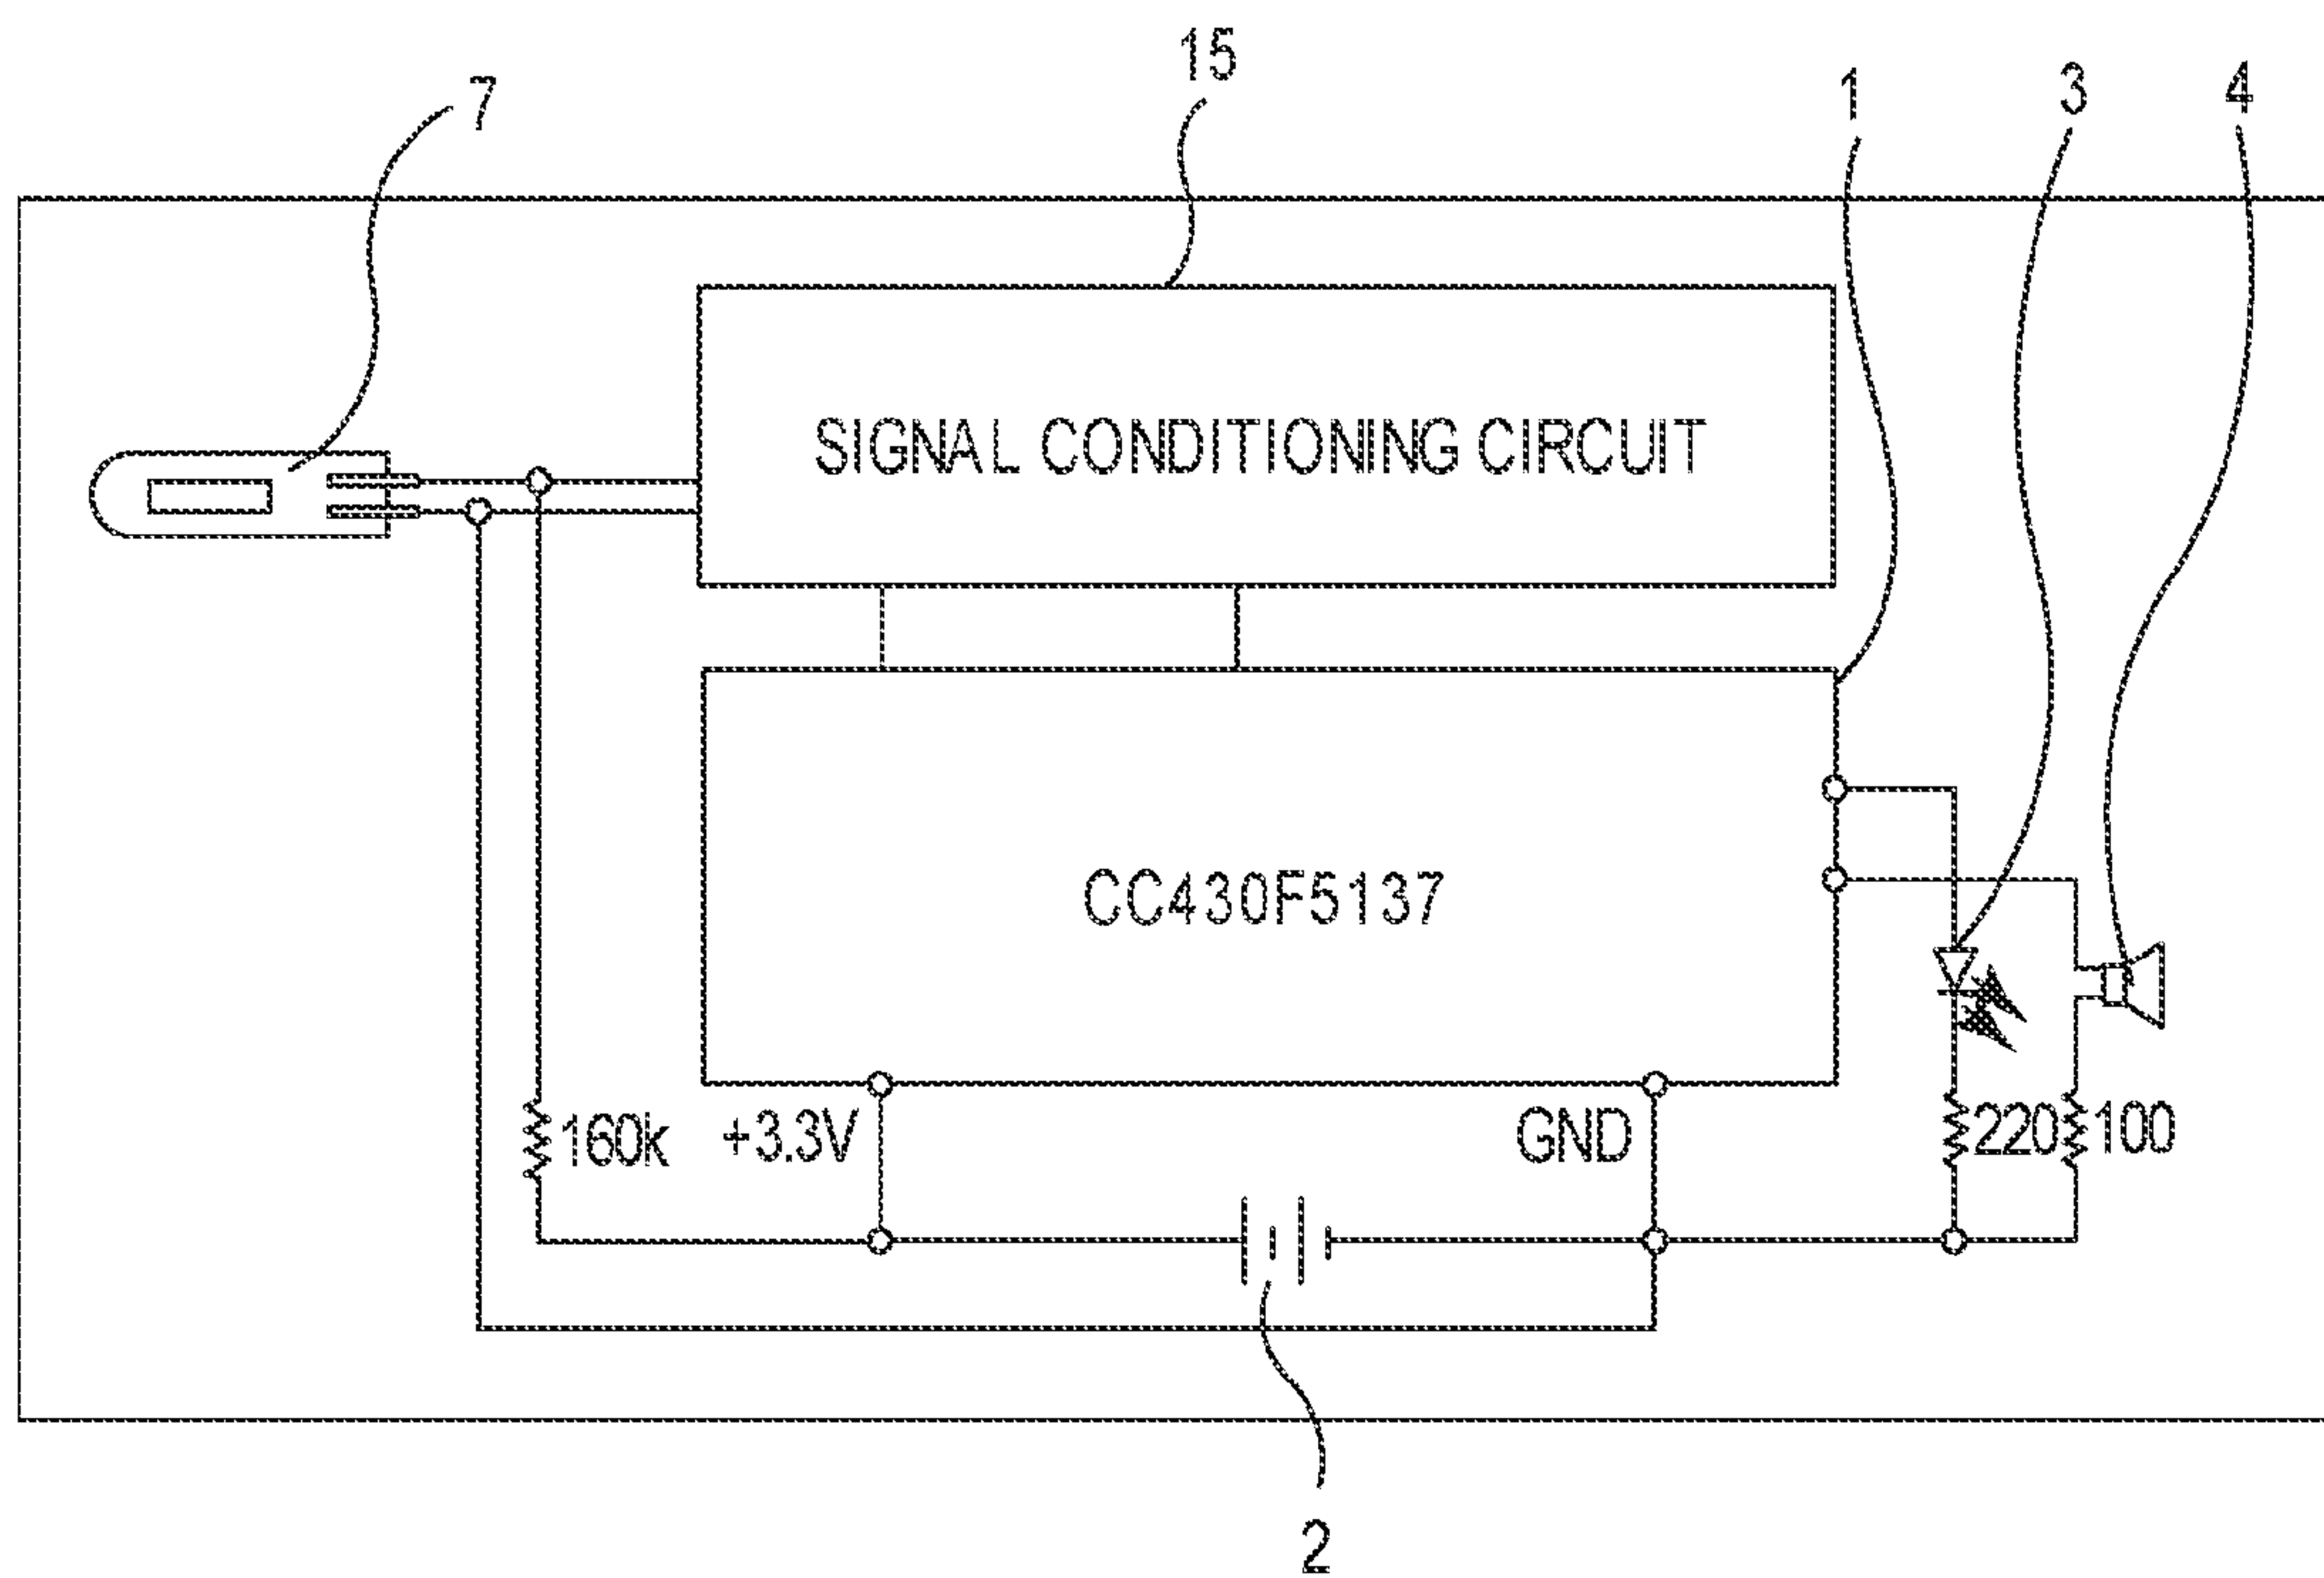 15
7
1
3
4
SIGNAL CONDITIONING CIRCUIT
CC430F5137
160k
+3.3V
GND
220
100
2